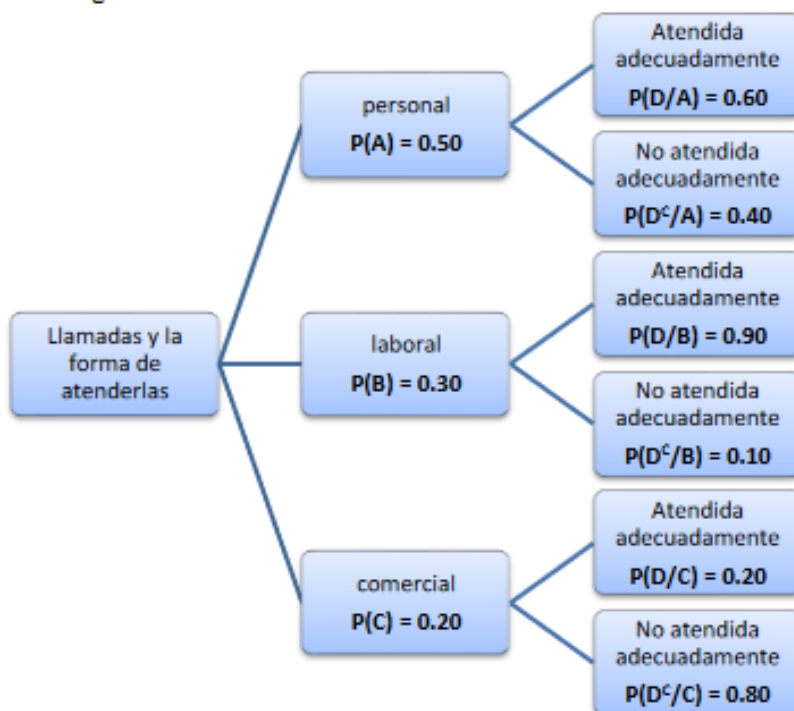 Llamadas y la
forma de
atenderlas
personal
P(A) = 0.50
Atendida
adecuadamente
P(D/A) = 0.60
No atendida
adecuadamente
P(Dᶜ/A) = 0.40
laboral
P(B) = 0.30
Atendida
adecuadamente
P(D/B) = 0.90
No atendida
adecuadamente
P(Dᶜ/B) = 0.10
comercial
P(C) = 0.20
Atendida
adecuadamente
P(D/C) = 0.20
No atendida
adecuadamente
P(Dᶜ/C) = 0.80